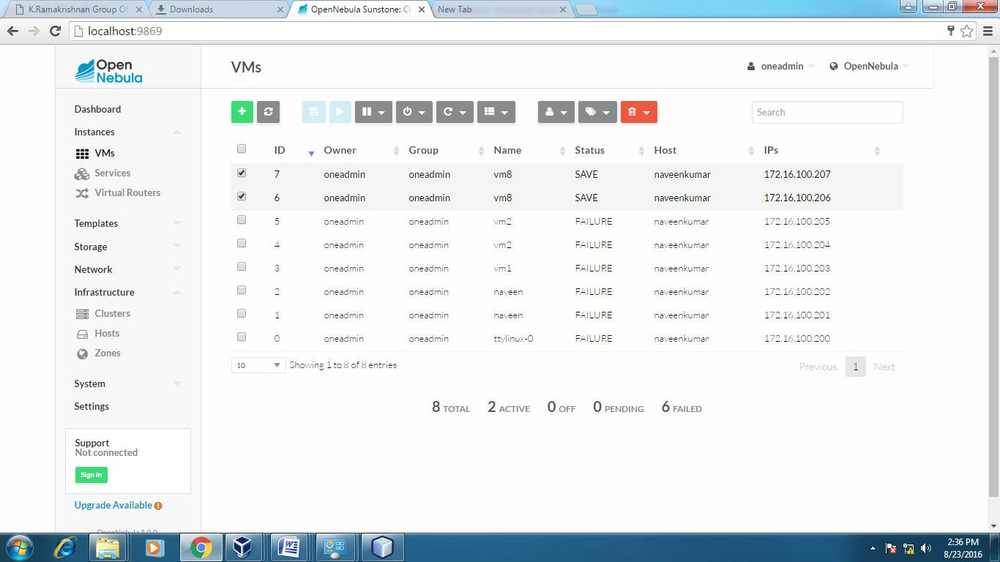 K.Ramakrishnan Group Of
Downloads
OpenNebula Sunstone: Cl
New Tab
localhost:9869
Open
Nebula
VMs
oneadmin
OpenNebula
Dashboard
Instances
VMs
Services
Virtual Routers
Templates
Storage
Network
Infrastructure
Clusters
Hosts
Zones
System
Settings
Support
Not connected
Sign in
Upgrade Available
OpenNebula 5.0.0
Search
ID Owner Group Name Status Host IPs
7 oneadmin oneadmin vm8 SAVE naveenkumar 172.16.100.207
6 oneadmin oneadmin vm8 SAVE naveenkumar 172.16.100.206
5 oneadmin oneadmin vm2 FAILURE naveenkumar 172.16.100.205
4 oneadmin oneadmin vm2 FAILURE naveenkumar 172.16.100.204
3 oneadmin oneadmin vm1 FAILURE naveenkumar 172.16.100.203
2 oneadmin oneadmin naveen FAILURE naveenkumar 172.16.100.202
1 oneadmin oneadmin naveen FAILURE naveenkumar 172.16.100.201
0 oneadmin oneadmin ttylinux-0 FAILURE naveenkumar 172.16.100.200
10 Showing 1 to 8 of 8 entries
Previous 1 Next
8 TOTAL 2 ACTIVE 0 OFF 0 PENDING 6 FAILED
2:36 PM
8/23/2016